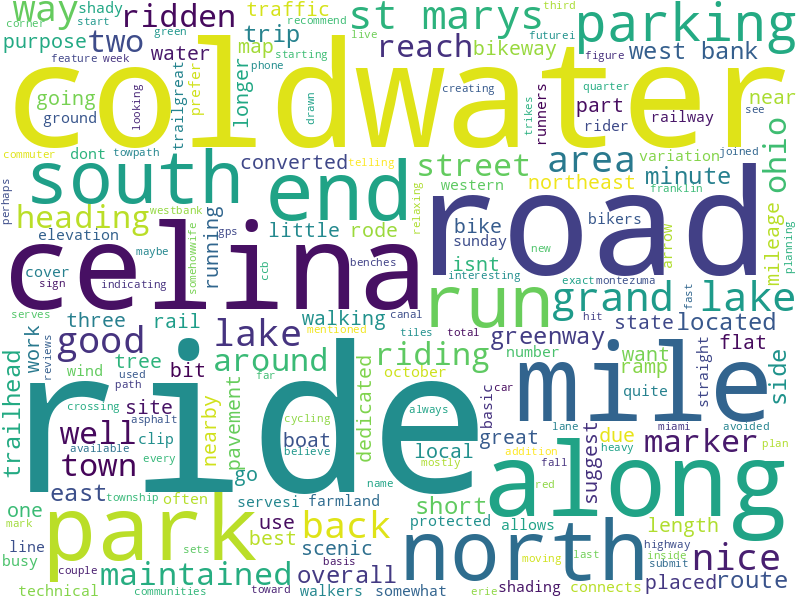 way shady ridden traffic st marys start recommend live third
corner green futurei parking
purpose two water trip map reach bikeway starting figure west bank
feature week phone
coldwater
going ground looking trailgreat prefer longer drawn creating runners quarter near
trikes part railway see
commuter towpath dont converted telling street area rider variation joined ohio
perhaps south end western northeast minute franklin
heading westbank elevation little rode relaxing road bike bikers arrow mileage planning
running somehowwife gps sunday
celina
cover maybe ccb benches isnt new interesting exact montezuma
sign indicating run grand lake fast
serves three rail walking canal tiles total hit state located
work good lake mentioned greenway number want ramp flat side
reviews tree around riding basic car quite straight
trailhead wind used path bit nearby pavement far october dedicated
ride mile
crossing site asphalt cycling always lane miami avoided
well available clip boat believe local great due marker
town every go mostly addition fall heavy suggest plan
east township often servesi farmland name short red along
one park use back protected allows length
mark line sets best scenic basis north last highway nice
busy couple overall moving inside connects submit placed route
maintained toward
technical communities walkers somewhat erie shading